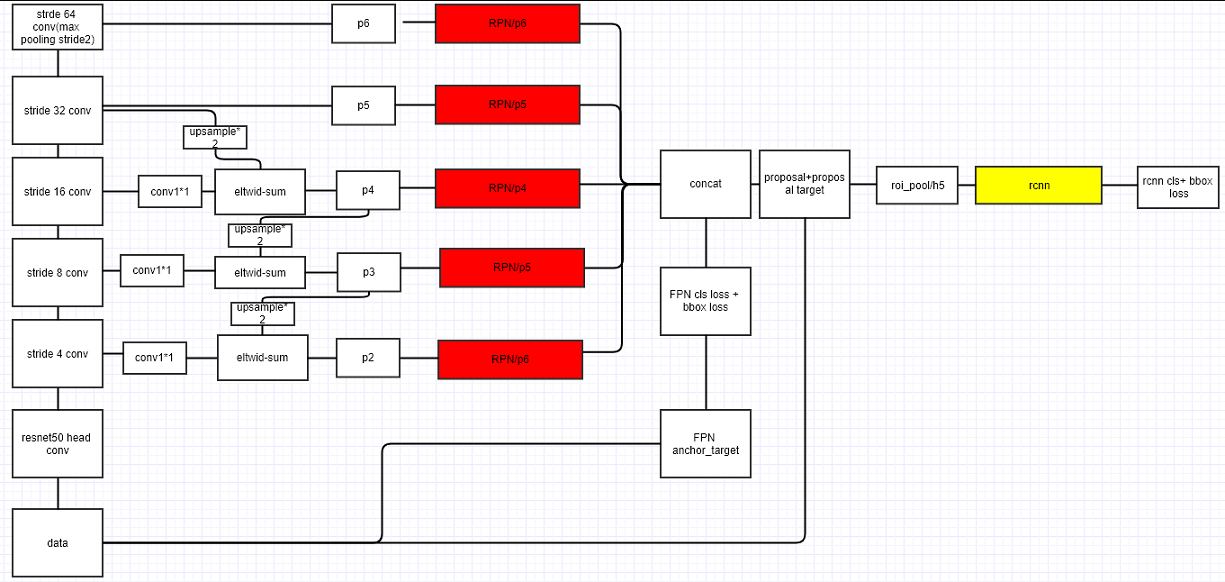 strde 64
conv(max
pooling stride2)
p6
RPN/p6
stride 32 conv
p5
RPN/p5
upsample*
2
stride 16 conv
conv1*1
eltwid-sum
p4
RPN/p4
concat
proposal+propos
al target
roi_pool/h5
rcnn
rcnn cls+ bbox
loss
upsample*
2
stride 8 conv
conv1*1
eltwid-sum
p3
RPN/p5
upsample*
2
FPN cls loss +
bbox loss
stride 4 conv
conv1*1
eltwid-sum
p2
RPN/p6
resnet50 head
conv
FPN
anchor_target
data